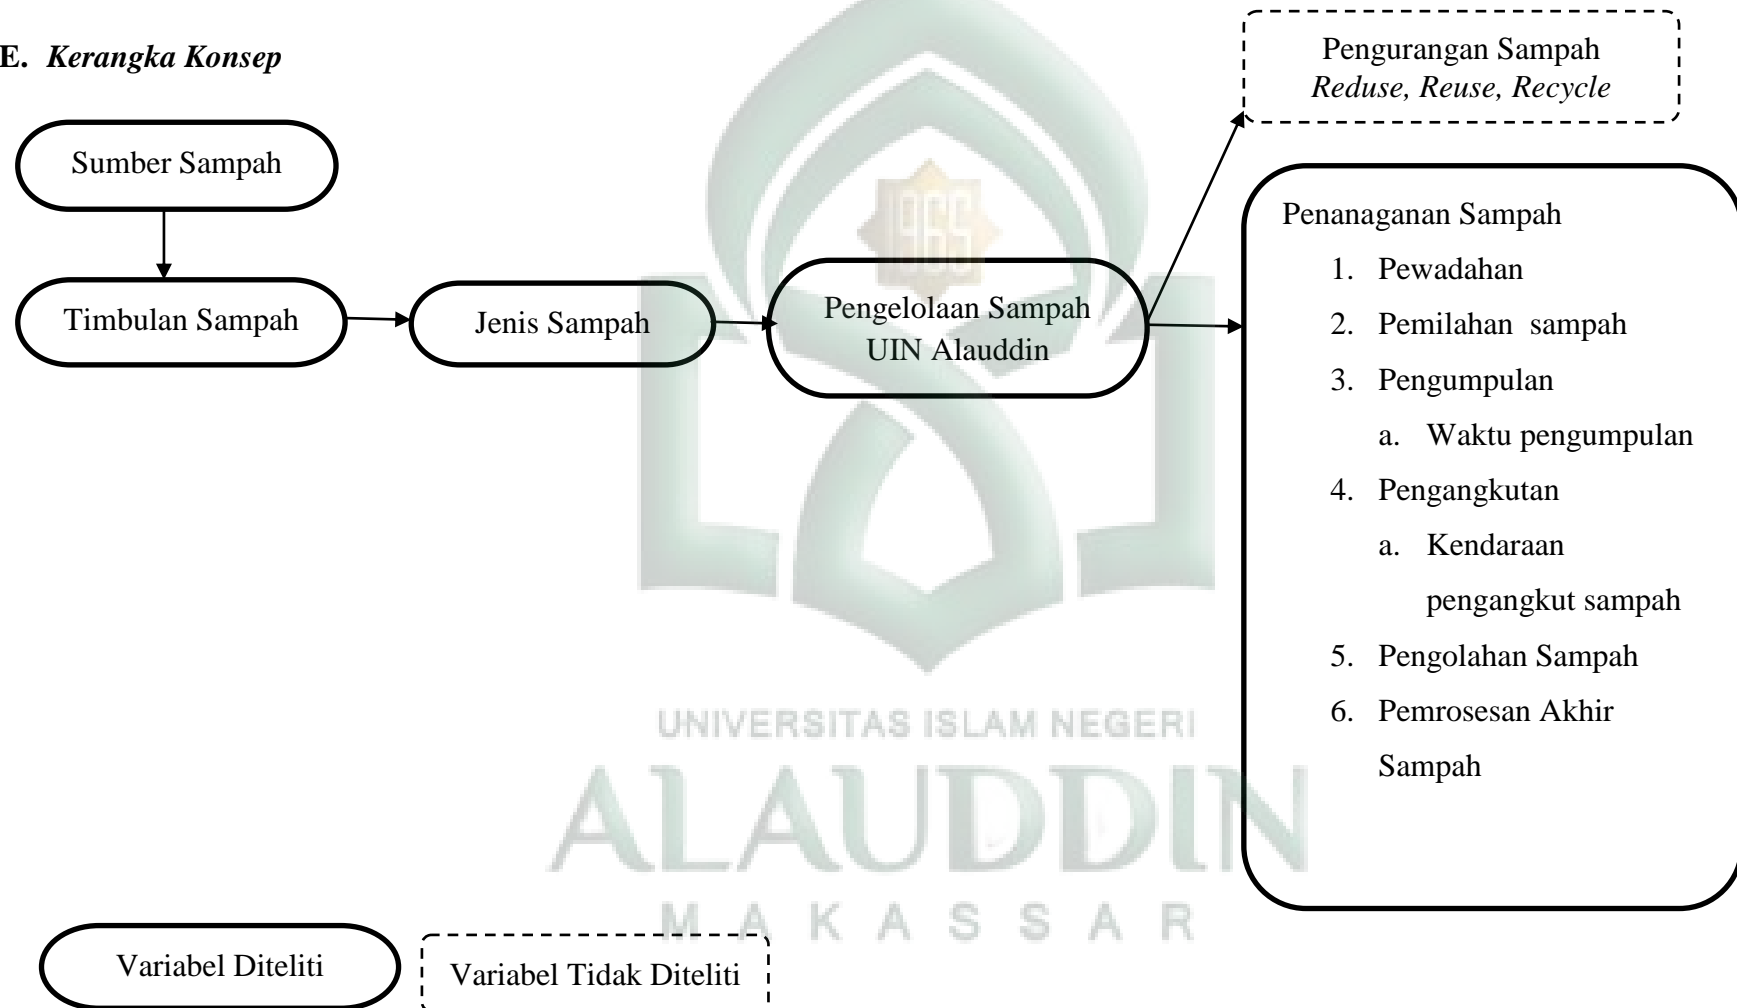 E. Kerangka Konsep
Pengurangan Sampah
Reduse, Reuse, Recycle
Sumber Sampah
Timbulan Sampah
Jenis Sampah
Pengelolaan Sampah
UIN Alauddin
Penanaganan Sampah
1. Pewadahan
2. Pemilahan sampah
3. Pengumpulan
a. Waktu pengumpulan
4. Pengangkutan
a. Kendaraan
pengangkut sampah
5. Pengolahan Sampah
6. Pemrosesan Akhir
Sampah
1965
UNIVERSITAS ISLAM NEGERI
ALAUDDIN
MAKASSAR
Variabel Diteliti
Variabel Tidak Diteliti